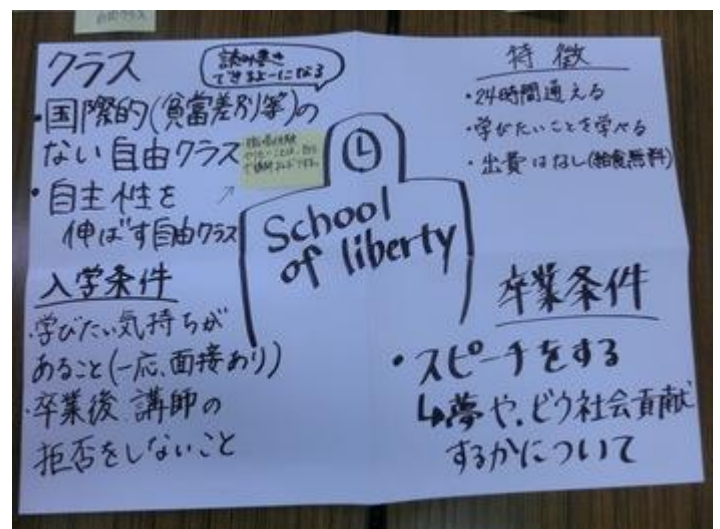 クラス
読み書き
できるよーになる
・国際的(貧富差別等)の
ない自由クラス
・自主性を
伸ばす自由クラス
特徴
・24時間通える
・学びたいことを学べる
・出費はなし(給食無料)
School
of liberty
入学条件
・学びたい気持ちが
あること(一応、面接あり)
・卒業後、講師の
拒否をしないこと
卒業条件
・スピーチをする
↳夢や、どう社会貢献
するかについて